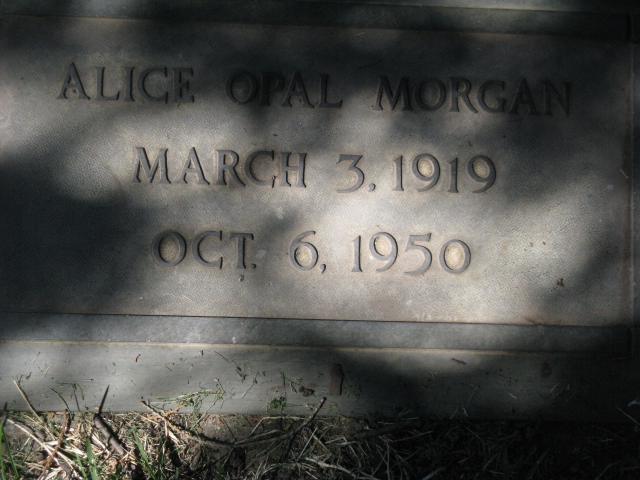 ALICE OPAL MORGAN
MARCH 3, 1919
OCT. 6, 1950